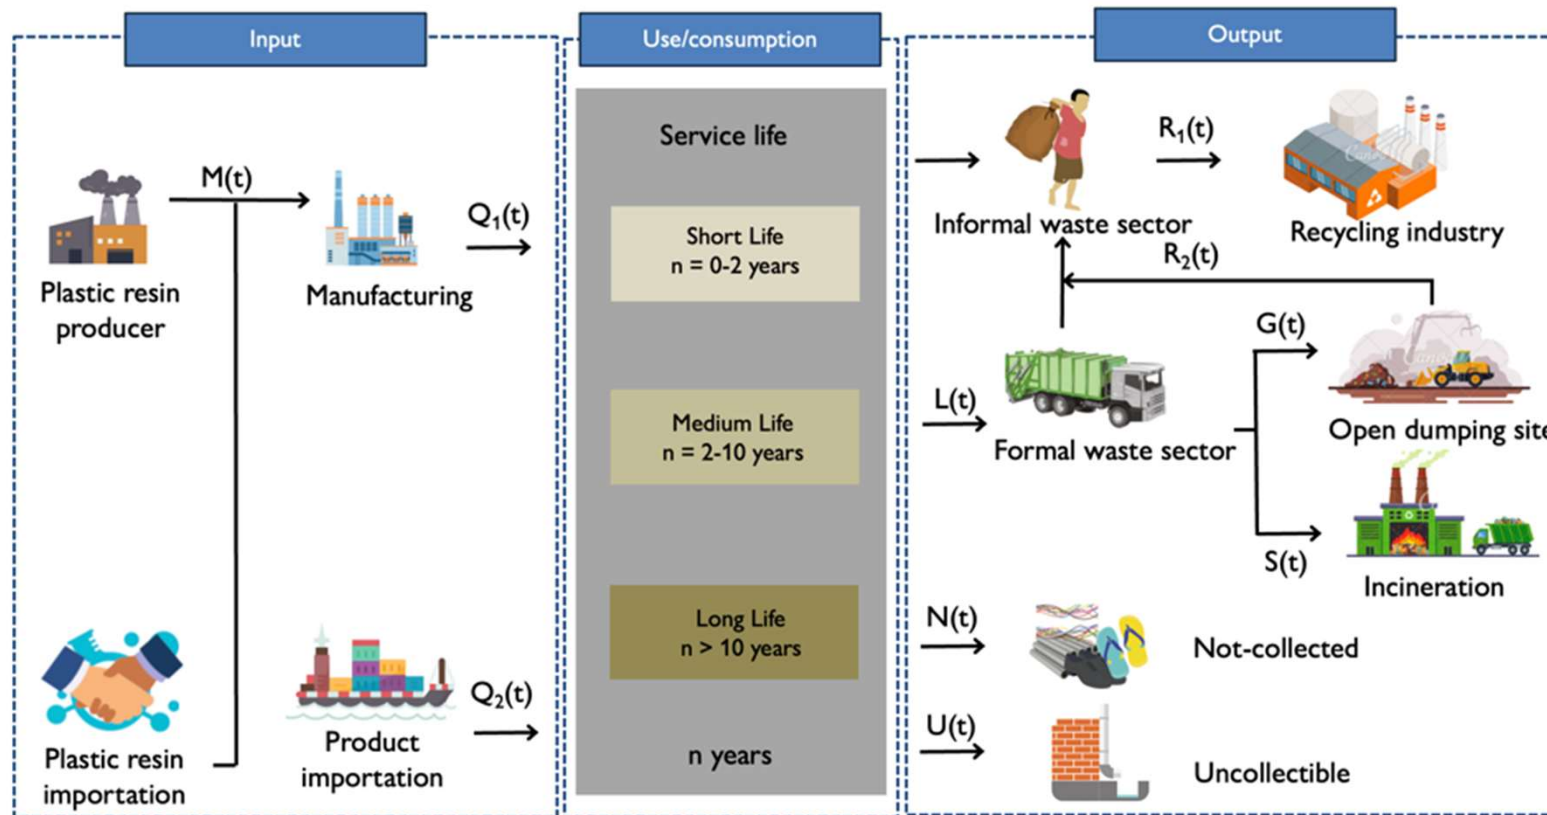 Input
Use/consumption
Output
M(t)
Plastic resin
producer
Manufacturing
Q₁(t)
Plastic resin
importation
Product
importation
Q₂(t)
Service life
Short Life
n = 0-2 years
Medium Life
n = 2-10 years
Long Life
n > 10 years
n years
Informal waste sector
R₁(t)
Recycling industry
R₂(t)
L(t)
Formal waste sector
G(t)
Open dumping site
S(t)
Incineration
N(t)
Not-collected
U(t)
Uncollectible